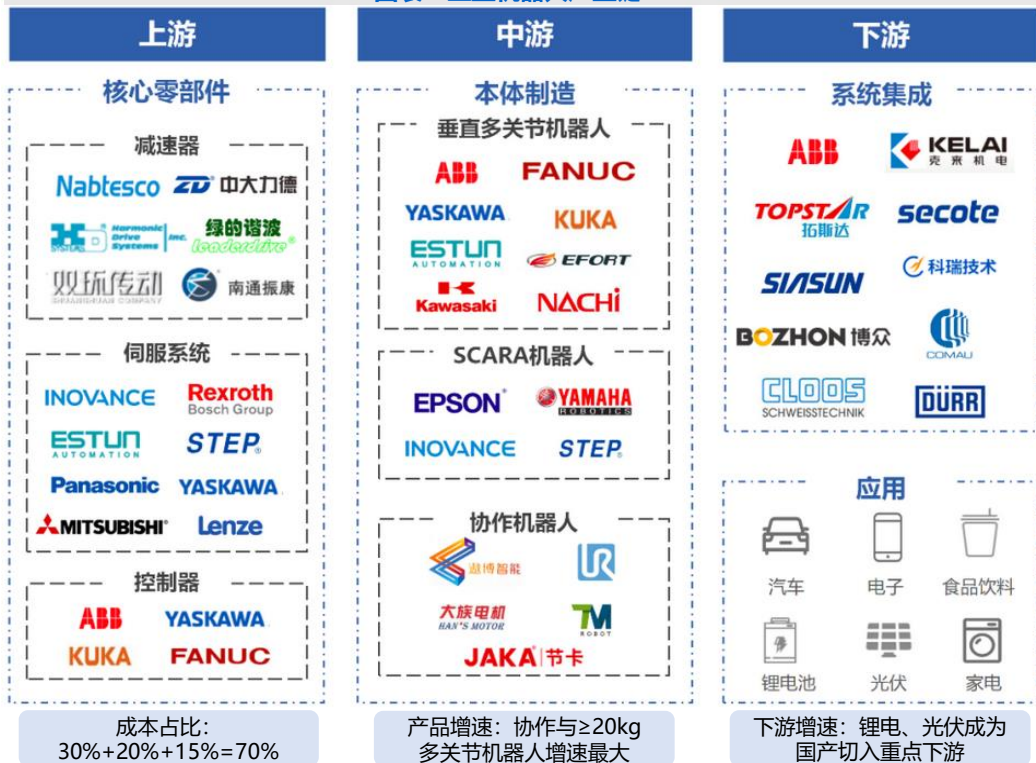 上游
核心零部件
减速器
Nabtesco
ZD 中大力德
Harmonic Drive Systems Inc.
绿的谐波
leaderdrive®
双环传动
SHUANGHUAN COMPANY
南通振康
伺服系统
INOVANCE
Rexroth
Bosch Group
ESTUN
AUTOMATION
STEP®
Panasonic
YASKAWA
MITSUBISHI
Lenze
控制器
ABB
YASKAWA
KUKA
FANUC
成本占比：
30%+20%+15%=70%
中游
本体制造
垂直多关节机器人
ABB
FANUC
YASKAWA
KUKA
ESTUN
AUTOMATION
EFORT
Kawasaki
NACHi
SCARA机器人
EPSON®
YAMAHA
ROBOTICS
INOVANCE
STEP®
协作机器人
遨博智能
UR
大族电机
HAN'S MOTOR
TM
ROBOT
JAKA 节卡
产品增速：协作与≥20kg
多关节机器人增速最大
下游
系统集成
ABB
KELAI
克来机电
TOPSTAR
拓斯达
secote
SIASUN
科瑞技术
BOZHON 博众
COMAU
CLOOS
SCHWEISSTECHNIK
DÜRR
应用
汽车
电子
食品饮料
锂电池
光伏
家电
下游增速：锂电、光伏成为
国产切入重点下游